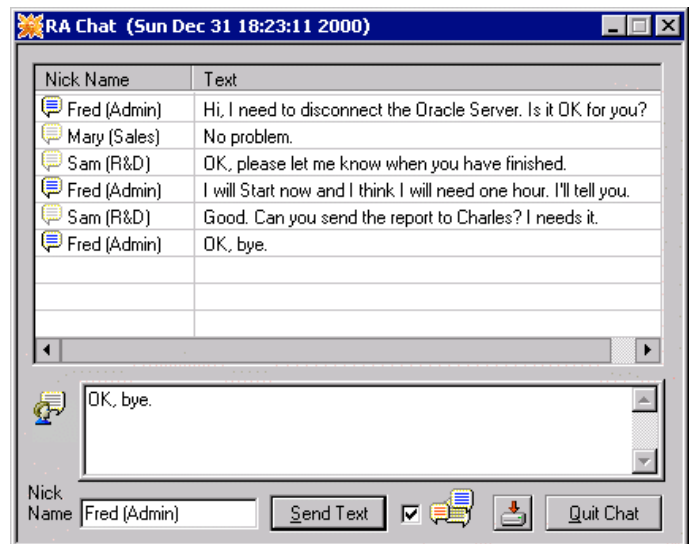 RA Chat (Sun Dec 31 18:23:11 2000)
Nick Name Text
Fred (Admin) Hi, I need to disconnect the Oracle Server. Is it OK for you?
Mary (Sales) No problem.
Sam (R&D) OK, please let me know when you have finished.
Fred (Admin) I will Start now and I think I will need one hour. I'll tell you.
Sam (R&D) Good. Can you send the report to Charles? I needs it.
Fred (Admin) OK, bye.
OK, bye.
Nick
Name Fred (Admin) Send Text Quit Chat